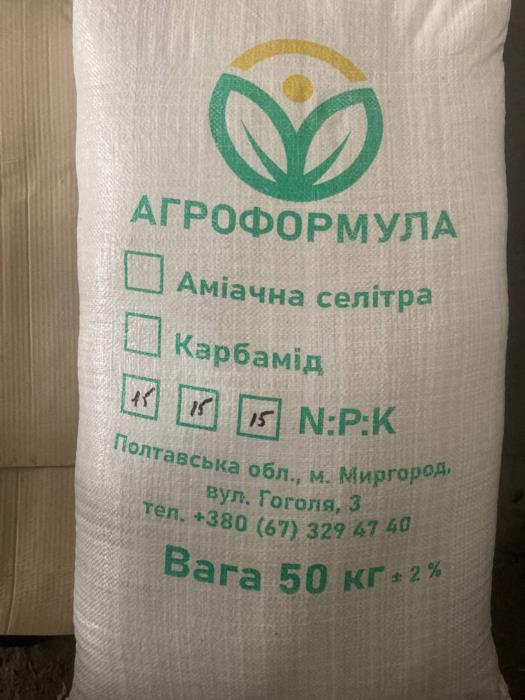 АГРОФОРМУЛА
Аміачна селітра
Карбамід
15 15 15 N:P:K
Полтавська обл., м. Миргород,
вул. Гоголя, 3
тел. +380 (67) 329 47 40
Вага 50 кг ± 2 %